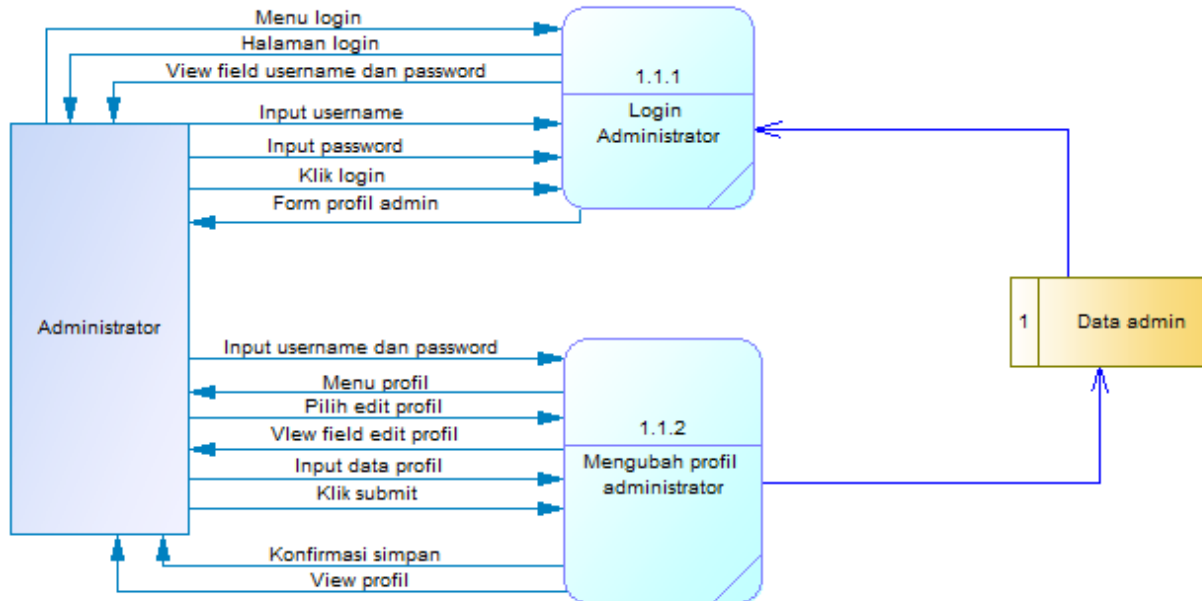 Menu login
Halaman login
View field username dan password
Input username
Input password
Klik login
Form profil admin
1.1.1
Login
Administrator
Administrator
1
Data admin
Input username dan password
Menu profil
Pilih edit profil
VIew field edit profil
Input data profil
Klik submit
Konfirmasi simpan
View profil
1.1.2
Mengubah profil
administrator